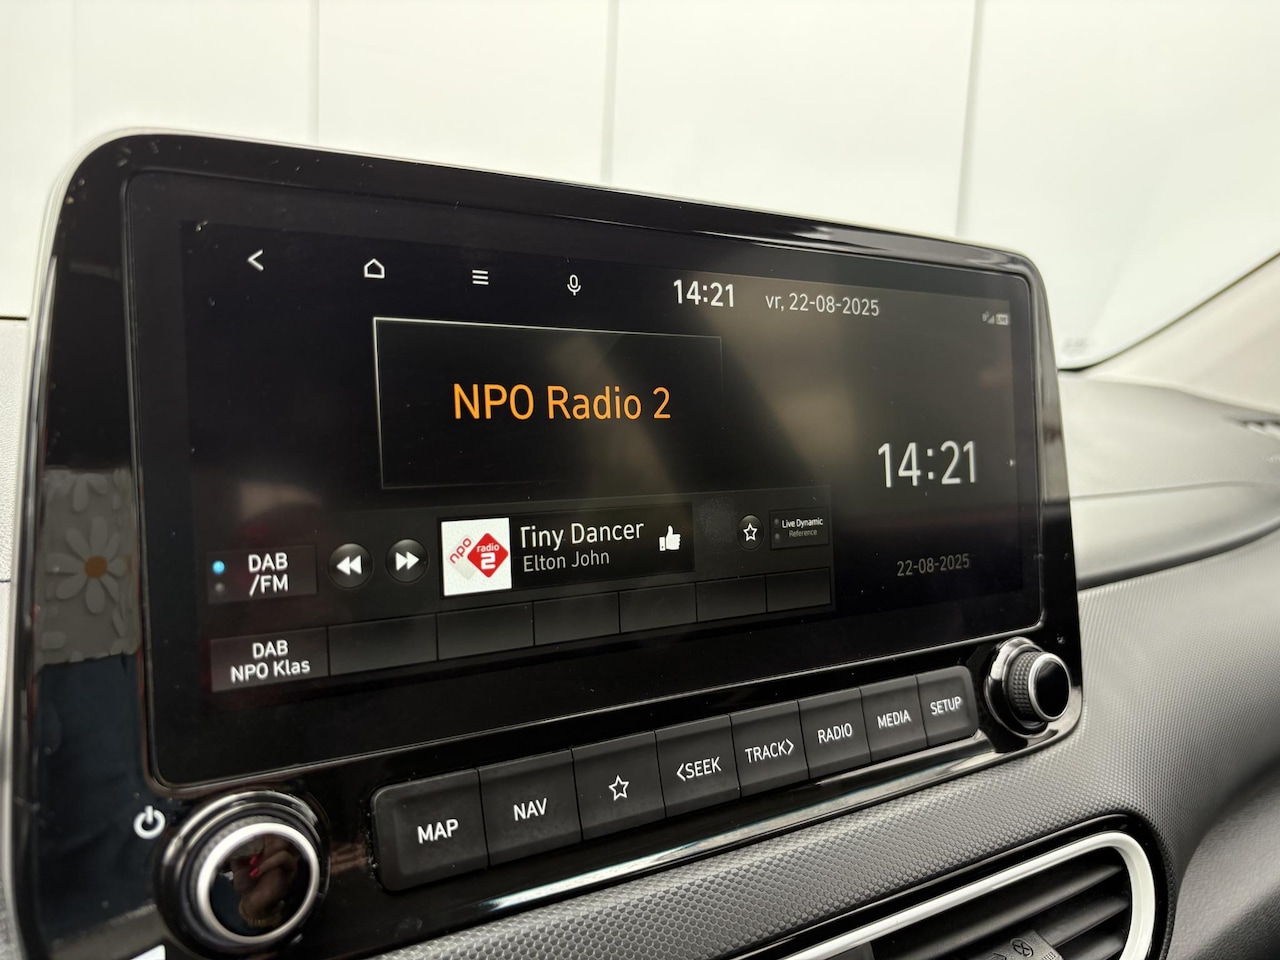 14:21 vr, 22-08-2025
LIVE
NPO Radio 2
14:21
22-08-2025
DAB
/FM
npo radio 2
Tiny Dancer
Elton John
Live Dynamic
Reference
DAB
NPO Klas
MAP
NAV
<SEEK
TRACK>
RADIO
MEDIA
SETUP